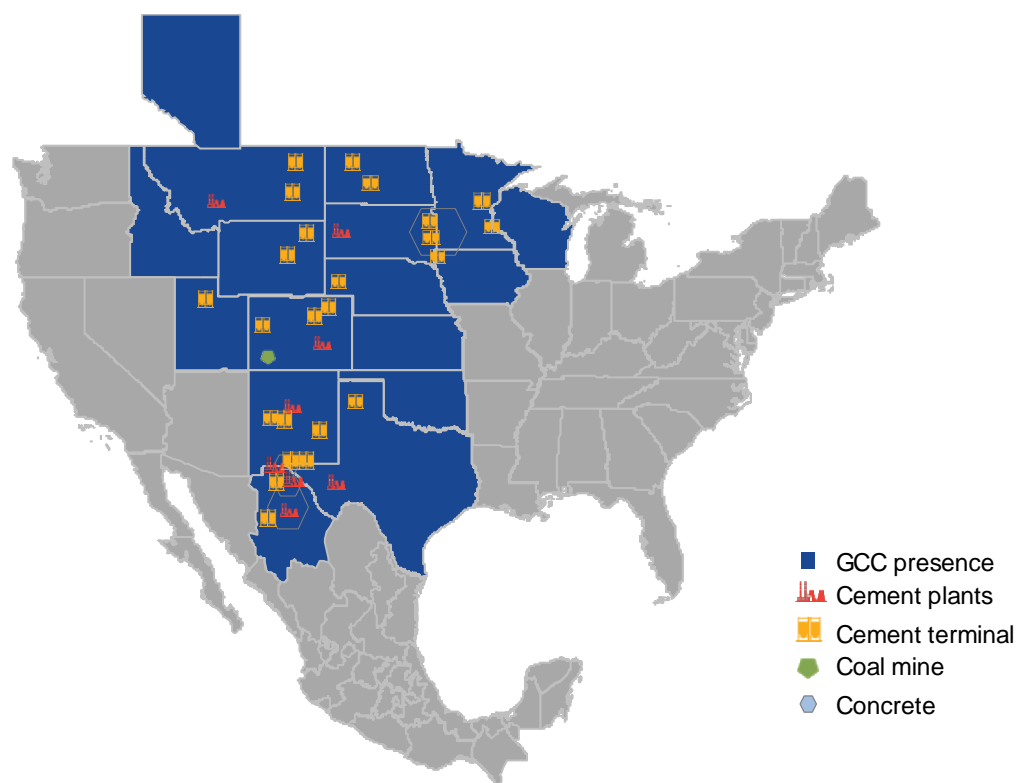 GCC presence
Cement plants
Cement terminal
Coal mine
Concrete